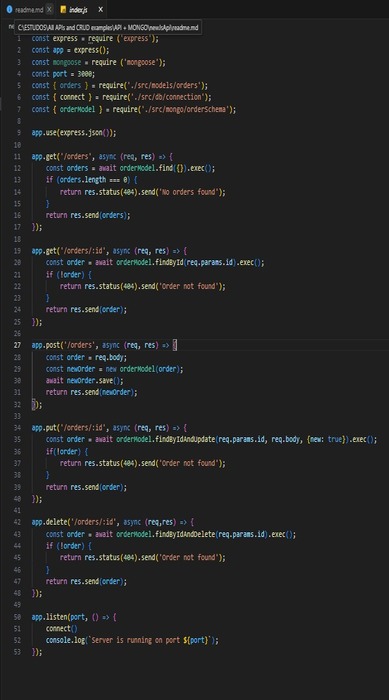 readme.md
index.js
C:\ESTUDOS\All APIs and CRUD examples\API + MONGO\newJsApi\readme.md
1 const express = require ('express');
2 const app = express();
3 const mongoose = require ('mongoose');
4 const port = 3000;
5 const { orders } = require('./src/models/orders');
6 const { connect } = require('./src/db/connection');
7 const { orderModel } = require('./src/mongo/orderSchema');
8
9 app.use(express.json());
10
11 app.get('/orders', async (req, res) => {
12 const orders = await orderModel.find({}).exec();
13 if (orders.length === 0) {
14 return res.status(404).send('No orders found');
15 }
16 return res.send(orders);
17 });
18
19 app.get('/orders/:id', async (req, res) => {
20 const order = await orderModel.findById(req.params.id).exec();
21 if (!order) {
22 return res.status(404).send('Order not found');
23 }
24 return res.send(order);
25 });
26
27 app.post('/orders', async (req, res) => {
28 const order = req.body;
29 const newOrder = new orderModel(order);
30 await newOrder.save();
31 return res.send(newOrder);
32 });
33
34 app.put('/orders/:id', async (req, res) => {
35 const order = await orderModel.findByIdAndUpdate(req.params.id, req.body, {new: true}).exec();
36 if(!order) {
37 return res.status(404).send('Order not found');
38 }
39 return res.send(order);
40 });
41
42 app.delete('/orders/:id', async (req,res) => {
43 const order = await orderModel.findByIdAndDelete(req.params.id).exec();
44 if (!order) {
45 return res.status(404).send('Order not found');
46 }
47 return res.send(order);
48 });
49
50 app.listen(port, () => {
51 connect()
52 console.log(`Server is running on port ${port}`);
53 });